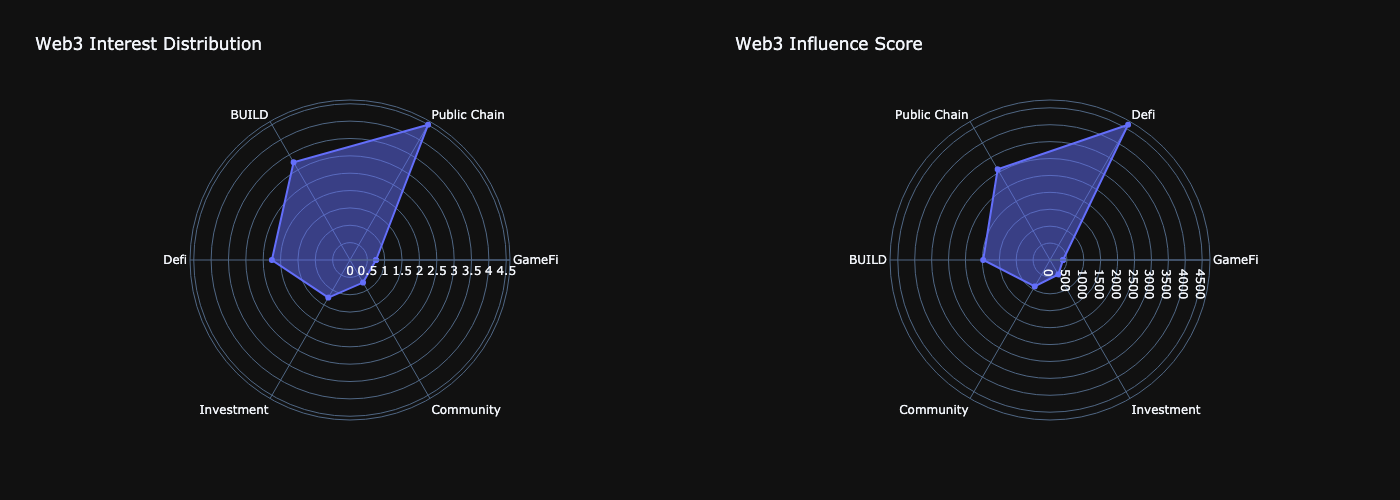 Web3 Interest Distribution
BUILD
Public Chain
Defi
GameFi
0 0.5 1 1.5 2 2.5 3 3.5 4 4.5
Investment
Community
Web3 Influence Score
Public Chain
Defi
BUILD
GameFi
0 500 1000 1500 2000 2500 3000 3500 4000 4500
Community
Investment